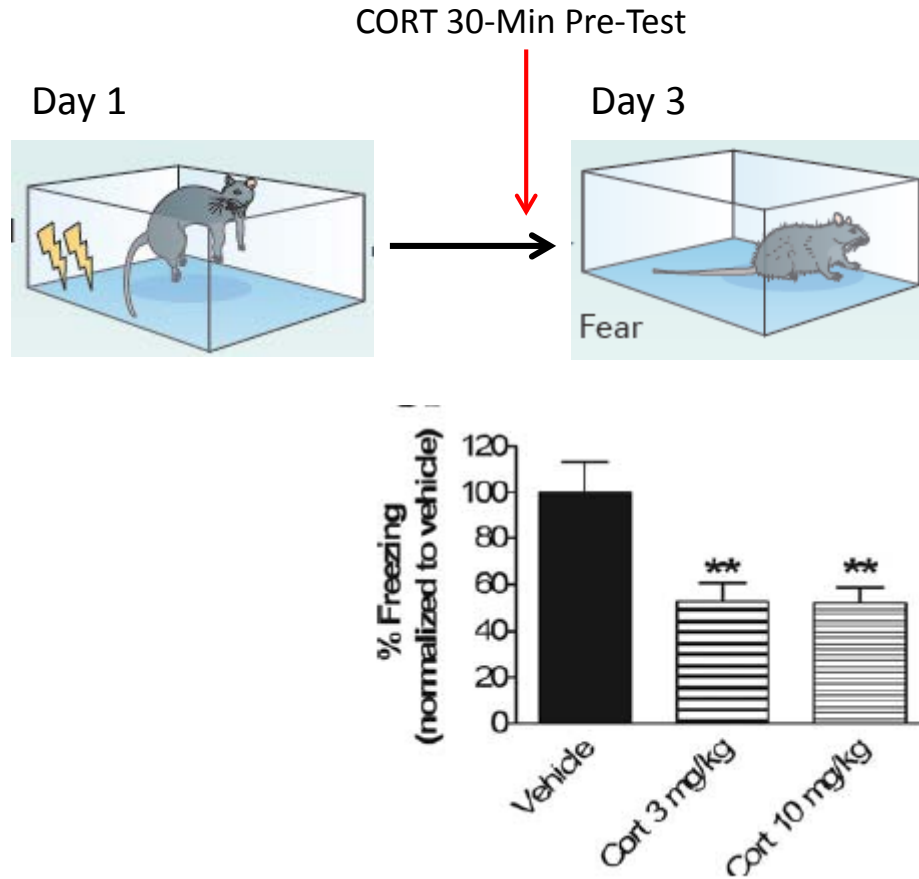 CORT 30-Min Pre-Test
Day 1
Day 3
Fear
% Freezing
(normalized to vehicle)
120
100
80
60
40
20
0
**
**
Vehicle
Cort 3 mg/kg
Cort 10 mg/kg